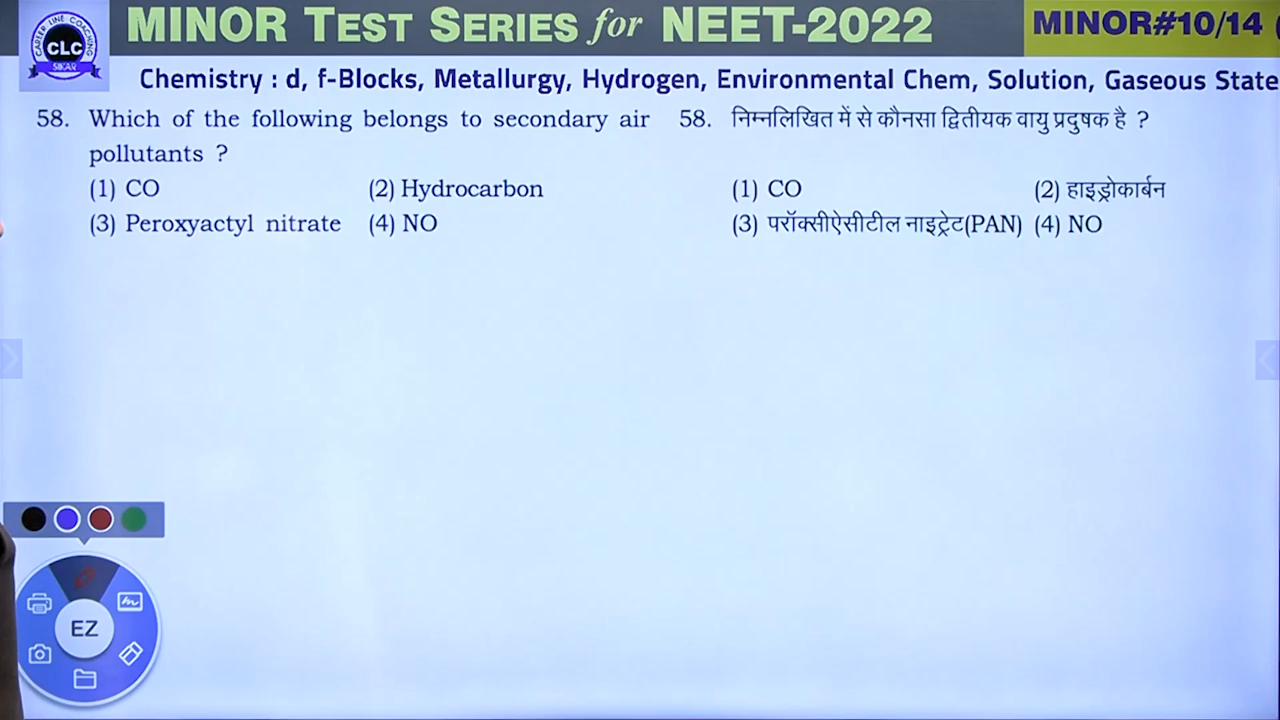 MINOR TEST SERIES for NEET-2022
MINOR#10/14 (
CAREER LINE COACHING
CLC
SIKAR
Chemistry : d, f-Blocks, Metallurgy, Hydrogen, Environmental Chem, Solution, Gaseous State
58. Which of the following belongs to secondary air
pollutants ?
(1) CO (2) Hydrocarbon
(3) Peroxyactyl nitrate (4) NO
58. निम्नलिखित में से कौनसा द्वितीयक वायु प्रदुषक है ?
(1) CO (2) हाइड्रोकार्बन
(3) परॉक्सीऐसीटील नाइट्रेट(PAN) (4) NO
EZ